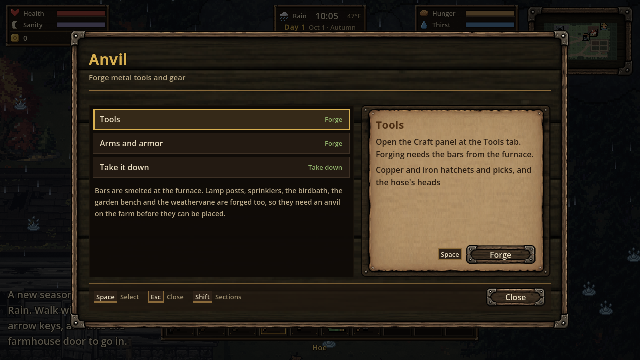 Health
Sanity
0
Rain 10:05 47°F
Day 1 Oct 1 · Autumn
Hunger
Thirst
Anvil
Forge metal tools and gear
Tools Forge
Arms and armor Forge
Take it down Take down
Bars are smelted at the furnace. Lamp posts, sprinklers, the birdbath, the
garden bench and the weathervane are forged too, so they need an anvil
on the farm before they can be placed.
Tools
Open the Craft panel at the Tools tab.
Forging needs the bars from the furnace.
Copper and iron hatchets and picks, and
the hose's heads
Space Forge
Space Select Esc Close Shift Sections
Close
A new season
Rain. Walk w
arrow keys, a
farmhouse door to go in.
Hoe